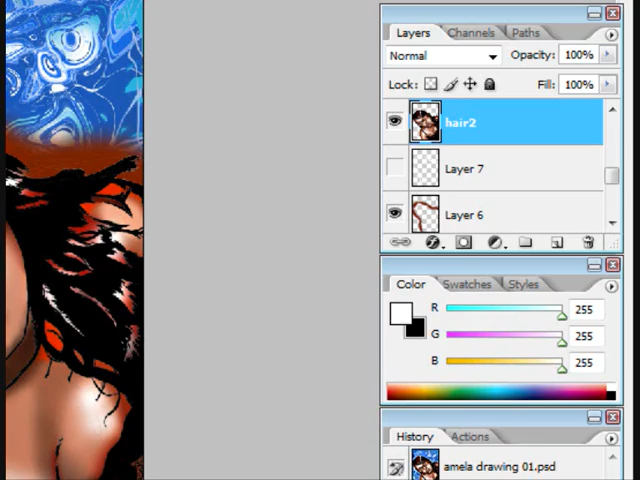 Layers Channels Paths
Normal Opacity: 100%
Lock: Fill: 100%
hair2
Layer 7
Layer 6
Color Swatches Styles
R 255
G 255
B 255
History Actions
amela drawing 01.psd